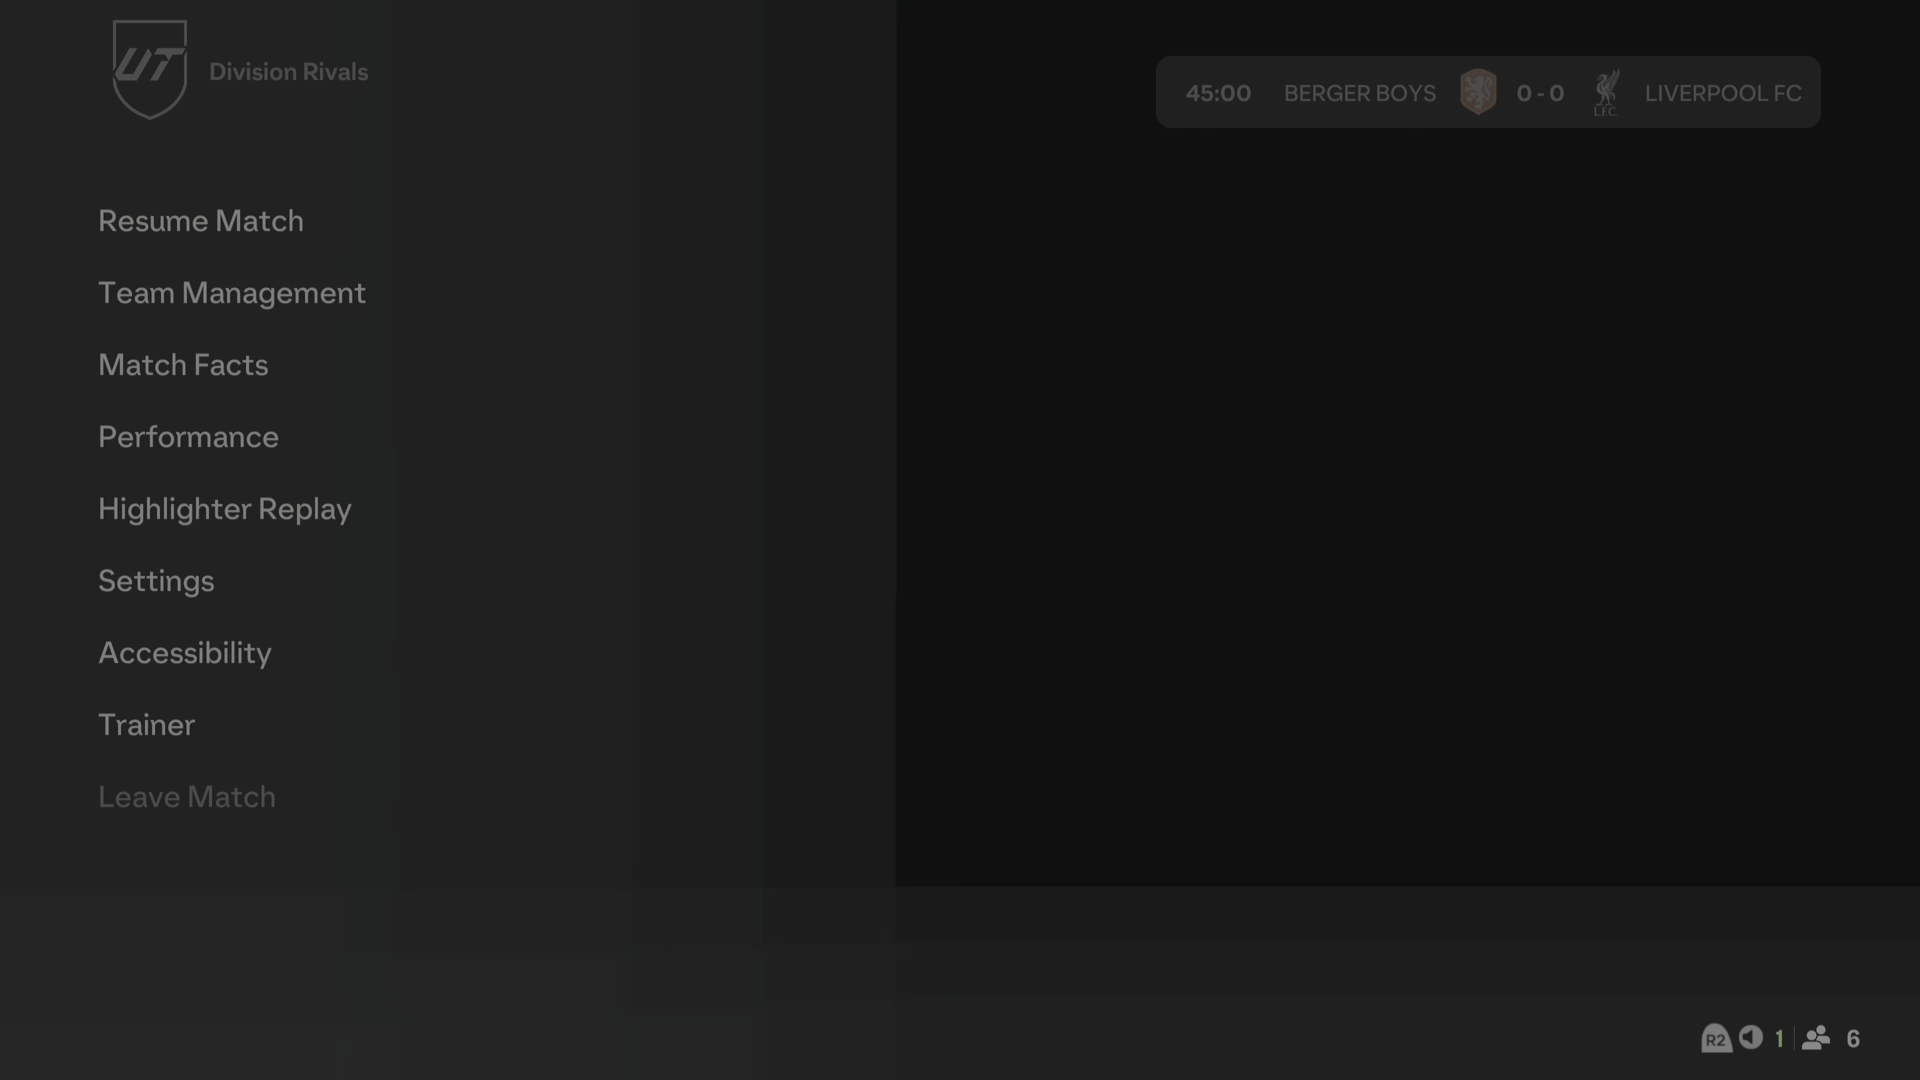 UT
Division Rivals
45:00 BERGER BOYS 0 - 0 L.F.C. LIVERPOOL FC
Resume Match
Team Management
Match Facts
Performance
Highlighter Replay
Settings
Accessibility
Trainer
Leave Match
R2 1 6